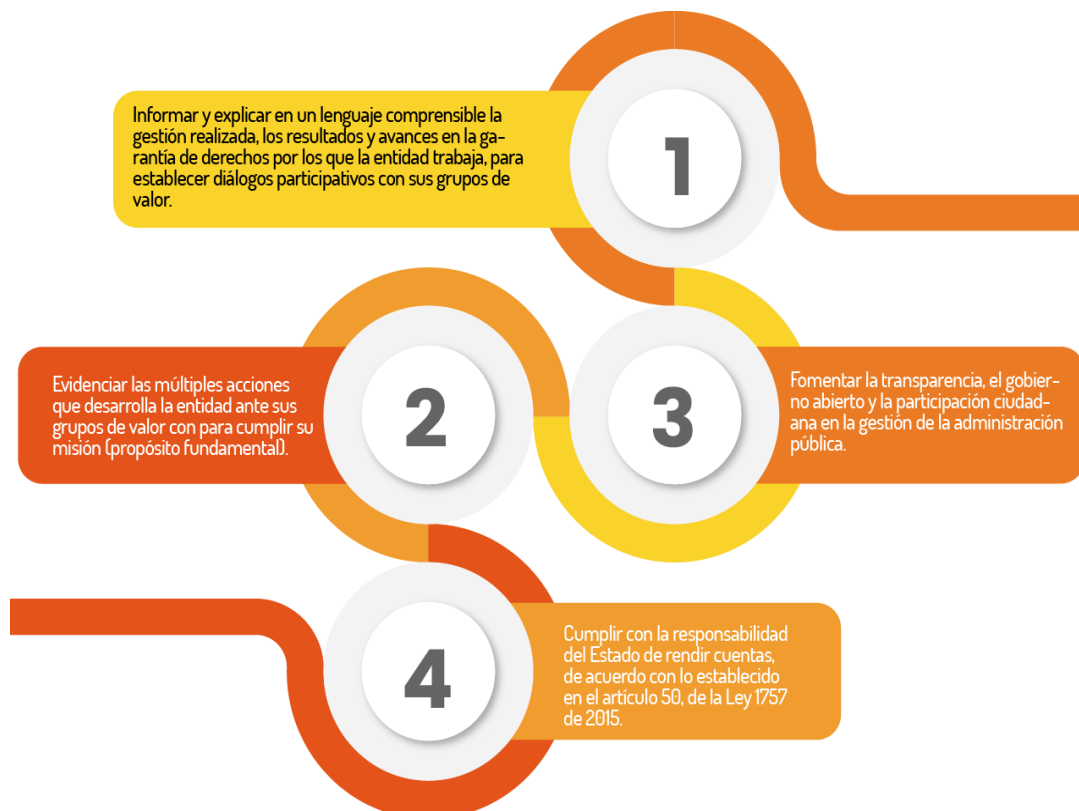 Informar y explicar en un lenguaje comprensible la
gestión realizada, los resultados y avances en la ga-
rantía de derechos por los que la entidad trabaja, para
establecer diálogos participativos con sus grupos de
valor.
1
Evidenciar las múltiples acciones
que desarrolla la entidad ante sus
grupos de valor con para cumplir su
misión (propósito fundamental).
2
3
Fomentar la transparencia, el gobier-
no abierto y la participación ciudad-
ana en la gestión de la administración
pública.
4
Cumplir con la responsabilidad
del Estado de rendir cuentas,
de acuerdo con lo establecido
en el artículo 50, de la Ley 1757
de 2015.